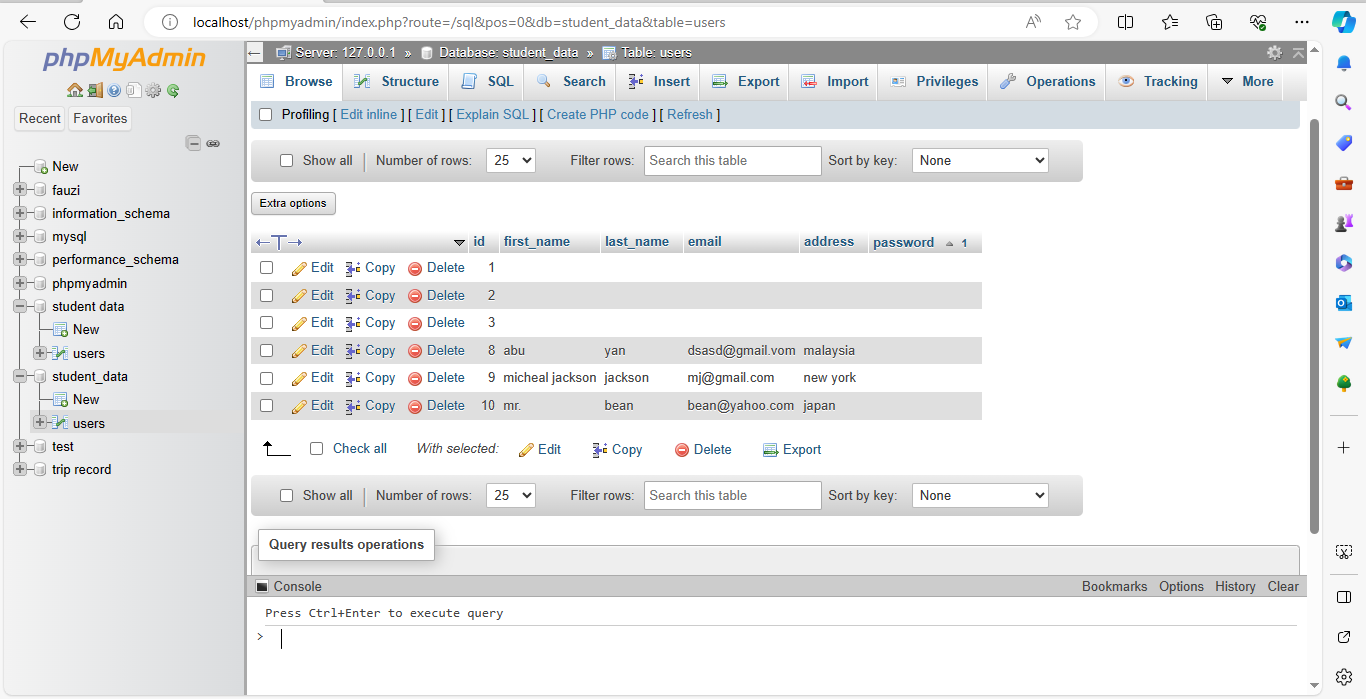 localhost/phpmyadmin/index.php?route=/sql&pos=0&db=student_data&table=users
phpMyAdmin
Recent Favorites
New
fauzi
information_schema
mysql
performance_schema
phpmyadmin
student data
New
users
student_data
New
users
test
trip record
Server: 127.0.0.1 » Database: student_data » Table: users
Browse Structure SQL Search Insert Export Import Privileges Operations Tracking More
Profiling [ Edit inline ] [ Edit ] [ Explain SQL ] [ Create PHP code ] [ Refresh ]
Show all Number of rows: 25 Filter rows: Search this table Sort by key: None
Extra options
id first_name last_name email address password 1
Edit Copy Delete 1
Edit Copy Delete 2
Edit Copy Delete 3
Edit Copy Delete 8 abu yan dsasd@gmail.vom malaysia
Edit Copy Delete 9 micheal jackson jackson mj@gmail.com new york
Edit Copy Delete 10 mr. bean bean@yahoo.com japan
Check all With selected: Edit Copy Delete Export
Show all Number of rows: 25 Filter rows: Search this table Sort by key: None
Query results operations
Console Bookmarks Options History Clear
Press Ctrl+Enter to execute query
>